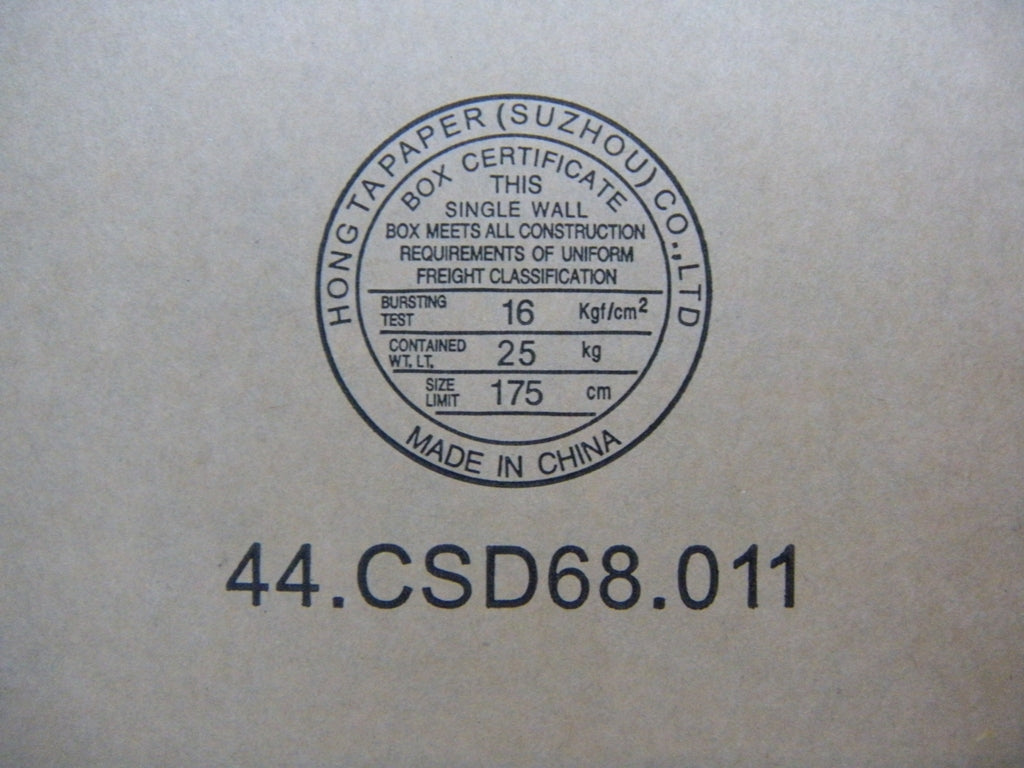 HONG TA PAPER (SUZHOU) CO.,LTD
BOX CERTIFICATE
THIS
SINGLE WALL
BOX MEETS ALL CONSTRUCTION
REQUIREMENTS OF UNIFORM
FREIGHT CLASSIFICATION
BURSTING TEST 16 Kgf/cm²
CONTAINED WT. LT. 25 kg
SIZE LIMIT 175 cm
MADE IN CHINA
44.CSD68.011